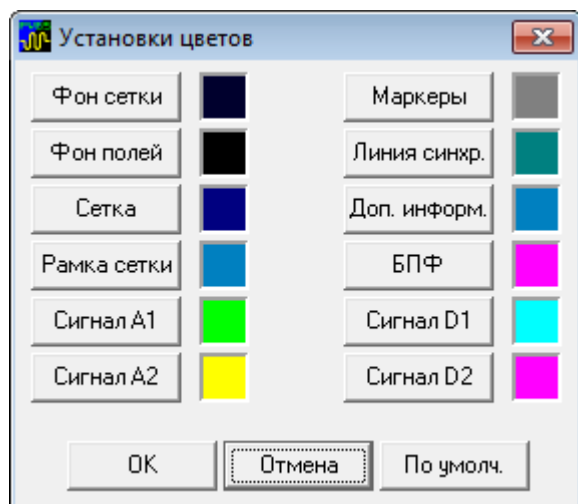 Установки цветов
Фон сетки
Маркеры
Фон полей
Линия синхр.
Сетка
Доп. информ.
Рамка сетки
БПФ
Сигнал A1
Сигнал D1
Сигнал A2
Сигнал D2
OK
Отмена
По умолч.